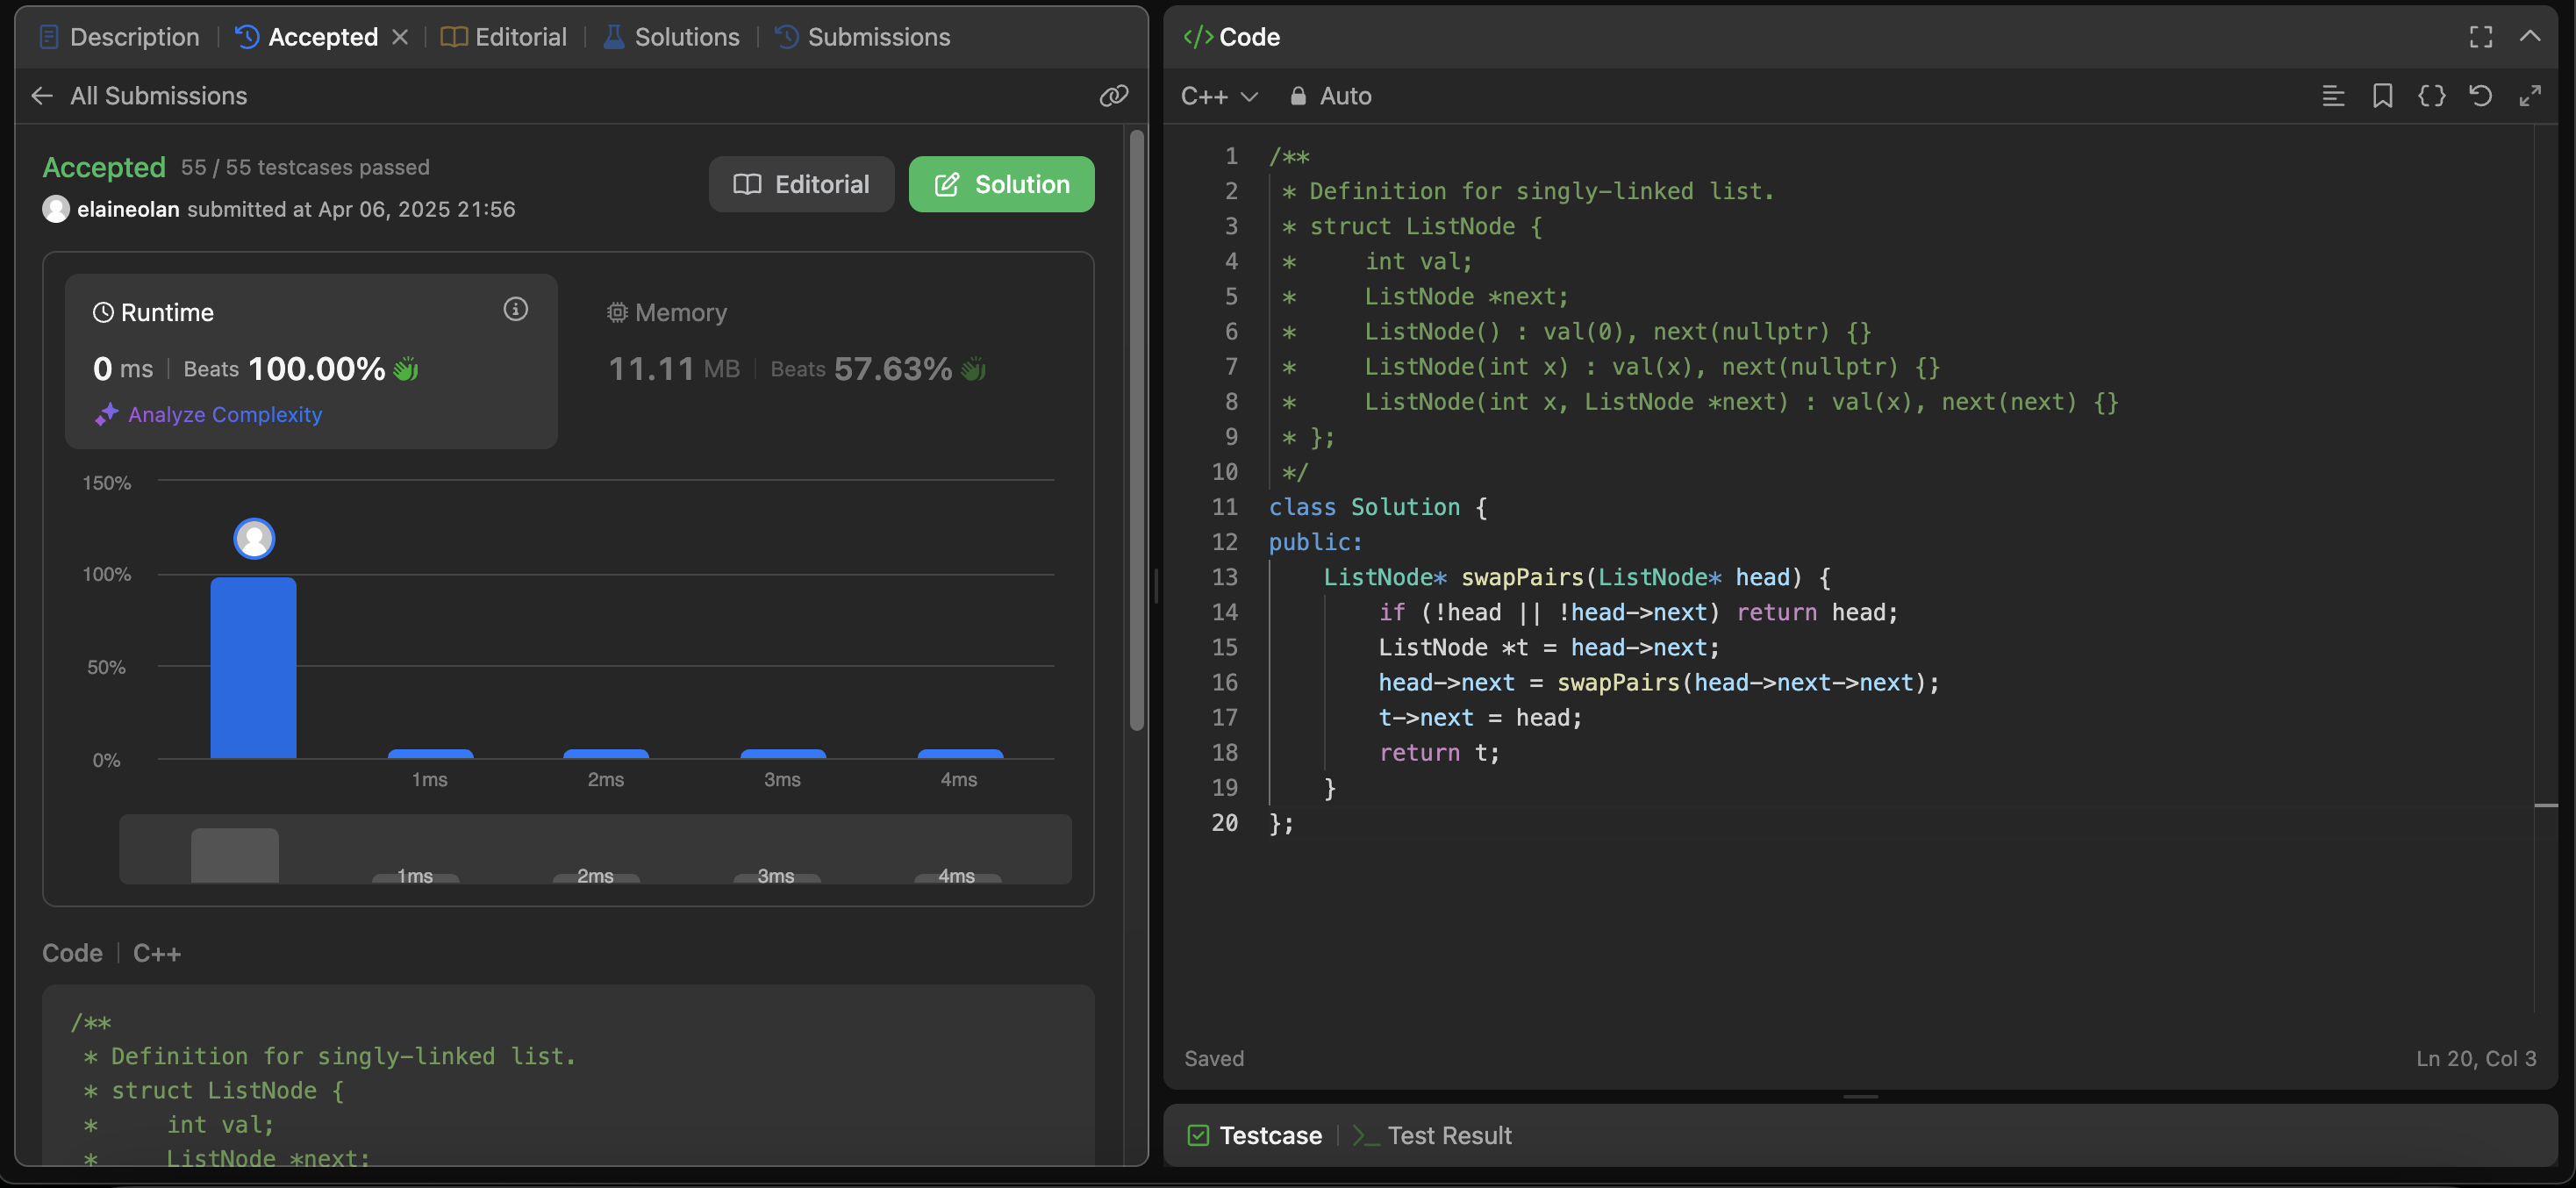 Description | Accepted × | Editorial | Solutions | Submissions
All Submissions
Accepted 55 / 55 testcases passed
elaineolan submitted at Apr 06, 2025 21:56
Editorial
Solution
Runtime
0 ms | Beats 100.00%
Analyze Complexity
Memory
11.11 MB | Beats 57.63%
150%
100%
50%
0%
1ms 2ms 3ms 4ms
1ms 2ms 3ms 4ms
Code | C++
/**
 * Definition for singly-linked list.
 * struct ListNode {
 *     int val;
 *     ListNode *next;
</> Code
C++ Auto
1 /**
2  * Definition for singly-linked list.
3  * struct ListNode {
4  *     int val;
5  *     ListNode *next;
6  *     ListNode() : val(0), next(nullptr) {}
7  *     ListNode(int x) : val(x), next(nullptr) {}
8  *     ListNode(int x, ListNode *next) : val(x), next(next) {}
9  * };
10  */
11 class Solution {
12 public:
13     ListNode* swapPairs(ListNode* head) {
14         if (!head || !head->next) return head;
15         ListNode *t = head->next;
16         head->next = swapPairs(head->next->next);
17         t->next = head;
18         return t;
19     }
20 };
Saved
Ln 20, Col 3
Testcase | Test Result